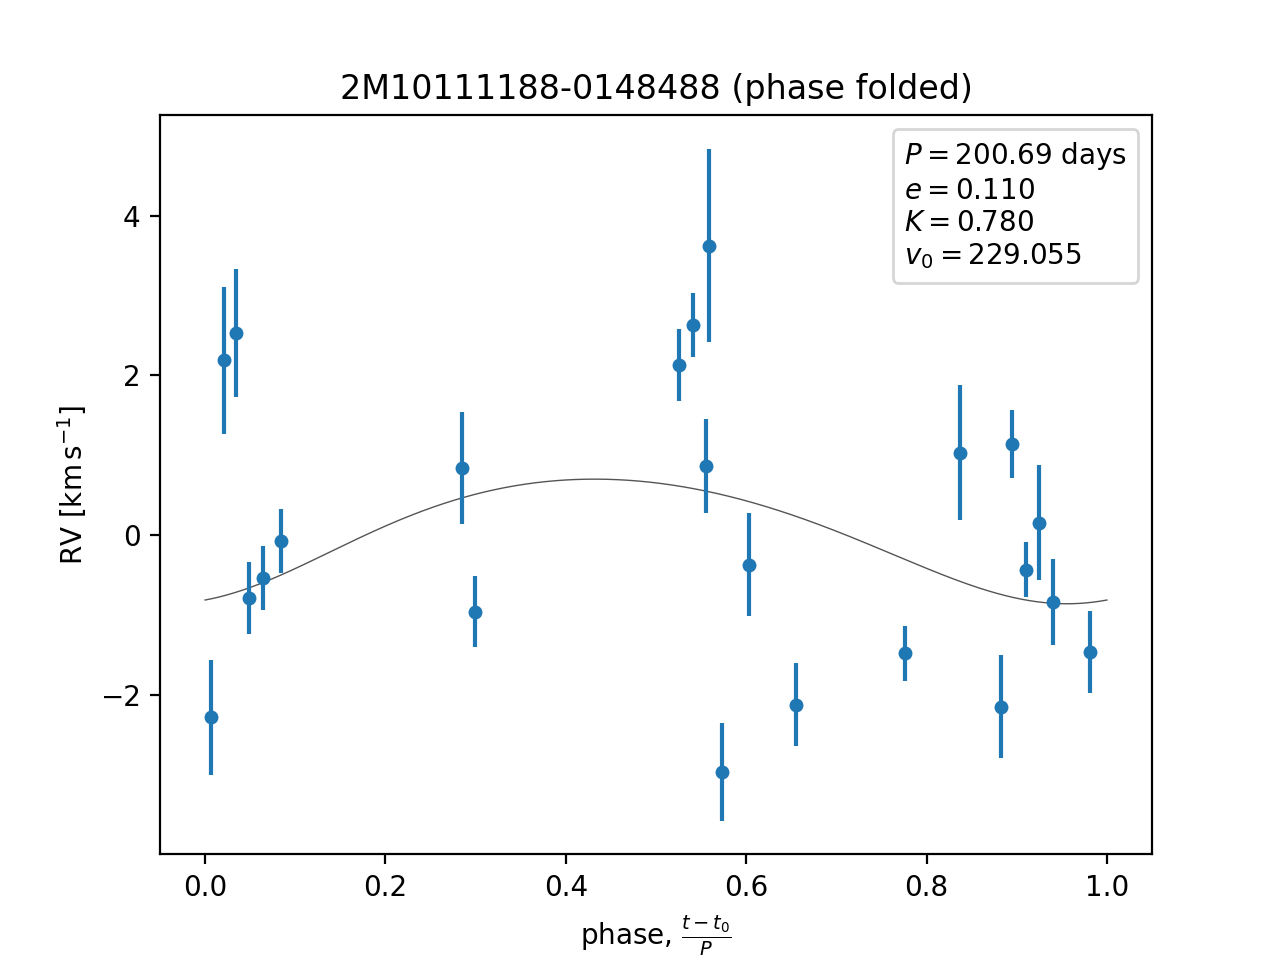 2M10111188-0148488 (phase folded)
P = 200.69 days
e = 0.110
K = 0.780
v₀ = 229.055
4
2
0
−2
RV [km s⁻¹]
0.0 0.2 0.4 0.6 0.8 1.0
phase, (t − t₀)/P